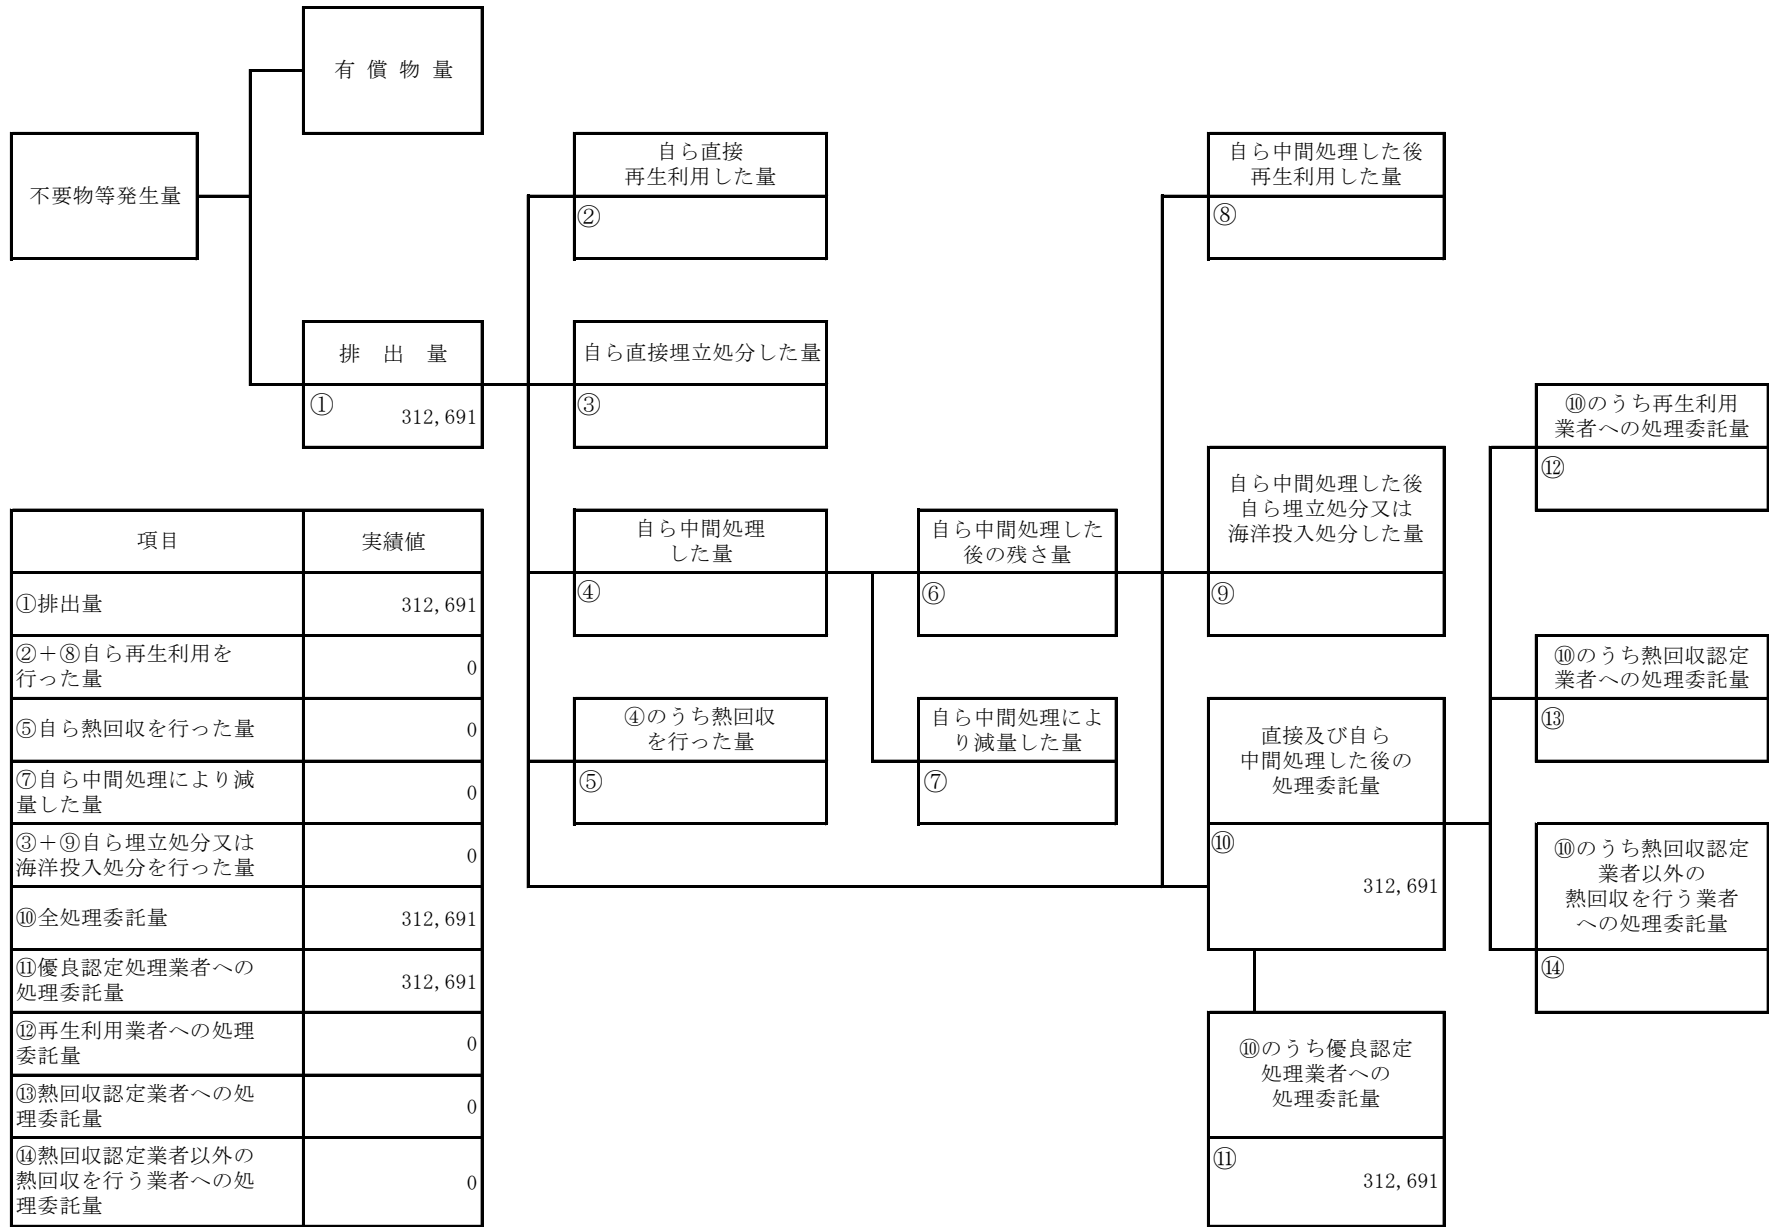 有 償 物 量
不要物等発生量
自ら直接
再生利用した量
②
自ら中間処理した後
再生利用した量
⑧
排 出 量
① 312,691
自ら直接埋立処分した量
③
⑩のうち再生利用
業者への処理委託量
⑫
自ら中間処理
した量
④
自ら中間処理した
後の残さ量
⑥
自ら中間処理した後
自ら埋立処分又は
海洋投入処分した量
⑨
④のうち熱回収
を行った量
⑤
自ら中間処理によ
り減量した量
⑦
直接及び自ら
中間処理した後の
処理委託量
⑩
312,691
⑩のうち熱回収認定
業者への処理委託量
⑬
⑩のうち熱回収認定
業者以外の
熱回収を行う業者
への処理委託量
⑭
⑩のうち優良認定
処理業者への
処理委託量
⑪
312,691
項目 実績値
①排出量 312,691
②+⑧自ら再生利用を
行った量 0
⑤自ら熱回収を行った量 0
⑦自ら中間処理により減
量した量 0
③+⑨自ら埋立処分又は
海洋投入処分を行った量 0
⑩全処理委託量 312,691
⑪優良認定処理業者への
処理委託量 312,691
⑫再生利用業者への処理
委託量 0
⑬熱回収認定業者への処
理委託量 0
⑭熱回収認定業者以外の
熱回収を行う業者への処
理委託量 0